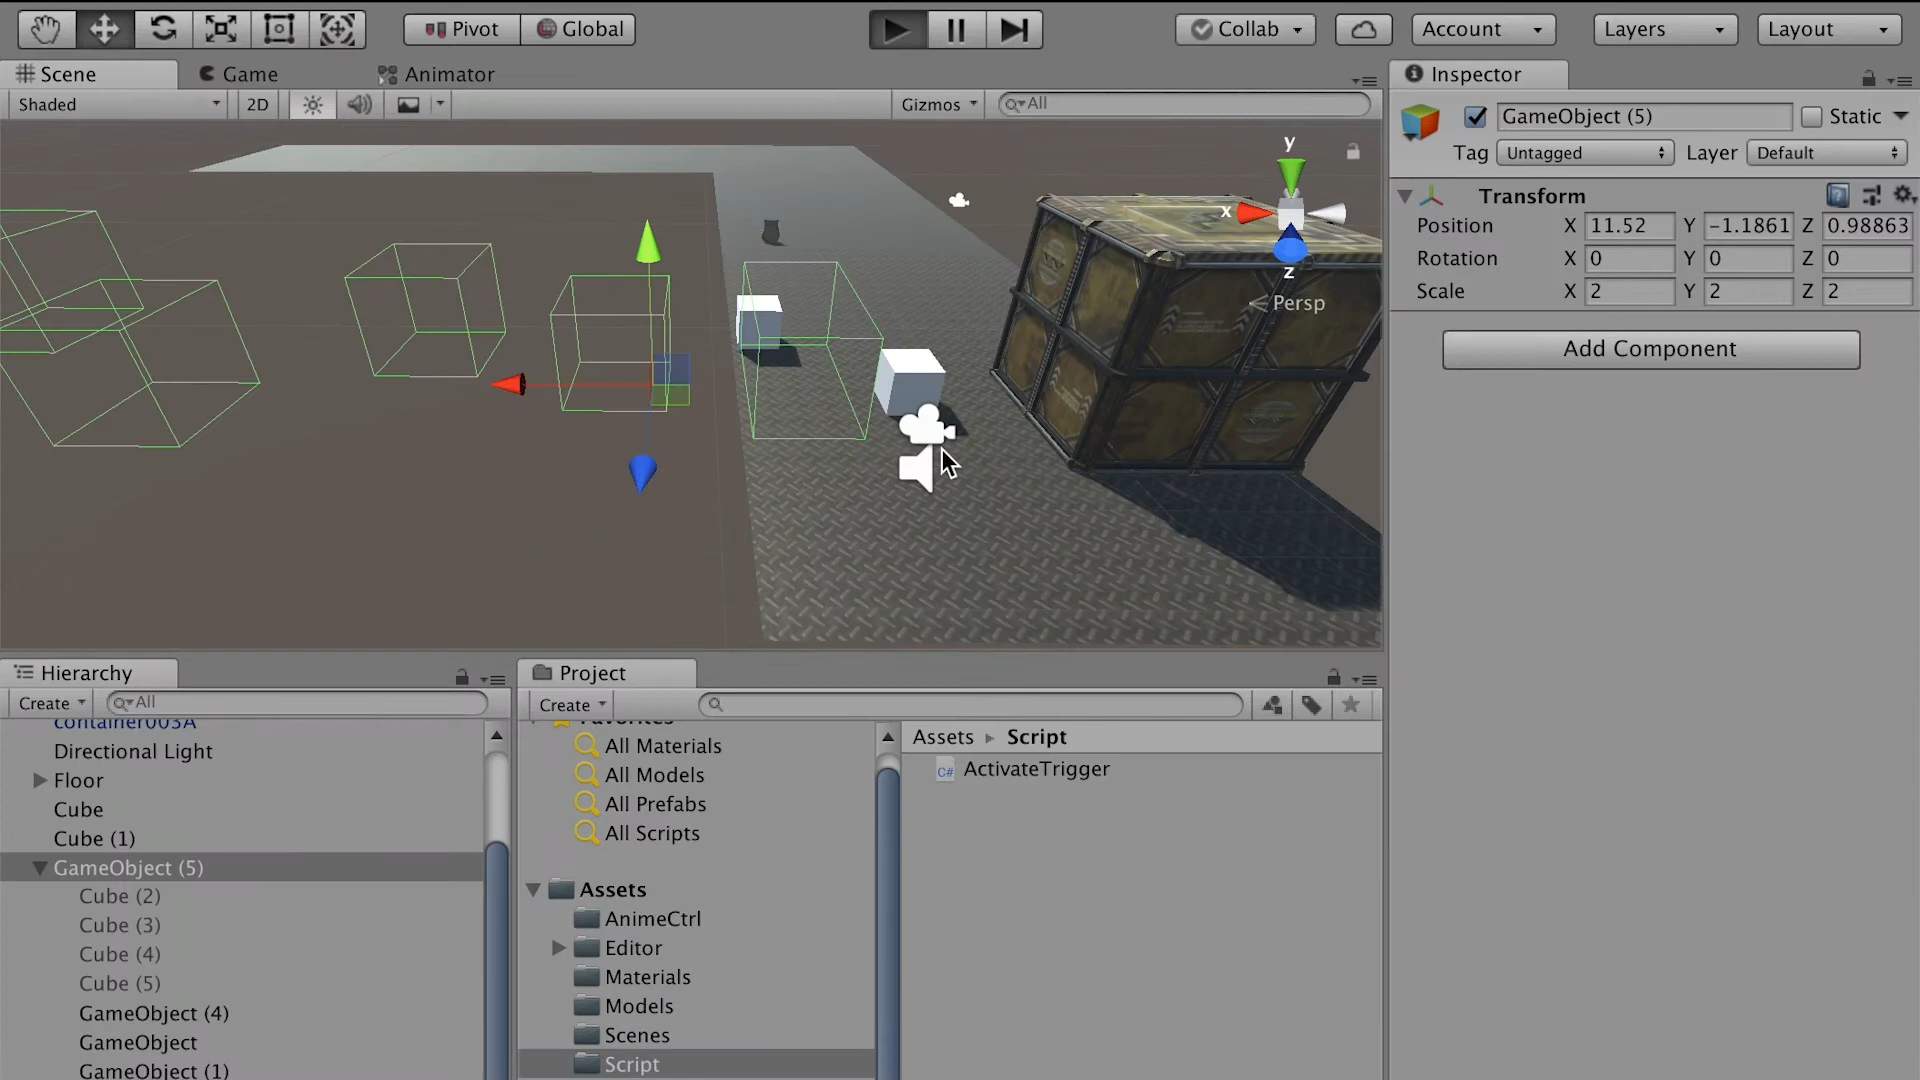 Pivot Global Collab Account Layers Layout
Scene Game Animator Inspector
Shaded 2D Gizmos All
GameObject (5) Static
Tag Untagged Layer Default
Transform
Position X 11.52 Y -1.1861 Z 0.98863
Rotation X 0 Y 0 Z 0
Scale X 2 Y 2 Z 2
Add Component
y
x
z
Persp
Hierarchy
Create All
container003A
Directional Light
Floor
Cube
Cube (1)
GameObject (5)
Cube (2)
Cube (3)
Cube (4)
Cube (5)
GameObject (4)
GameObject
GameObject (1)
Project
Create
Favorites
All Materials
All Models
All Prefabs
All Scripts
Assets
AnimeCtrl
Editor
Materials
Models
Scenes
Script
Assets Script
C# ActivateTrigger